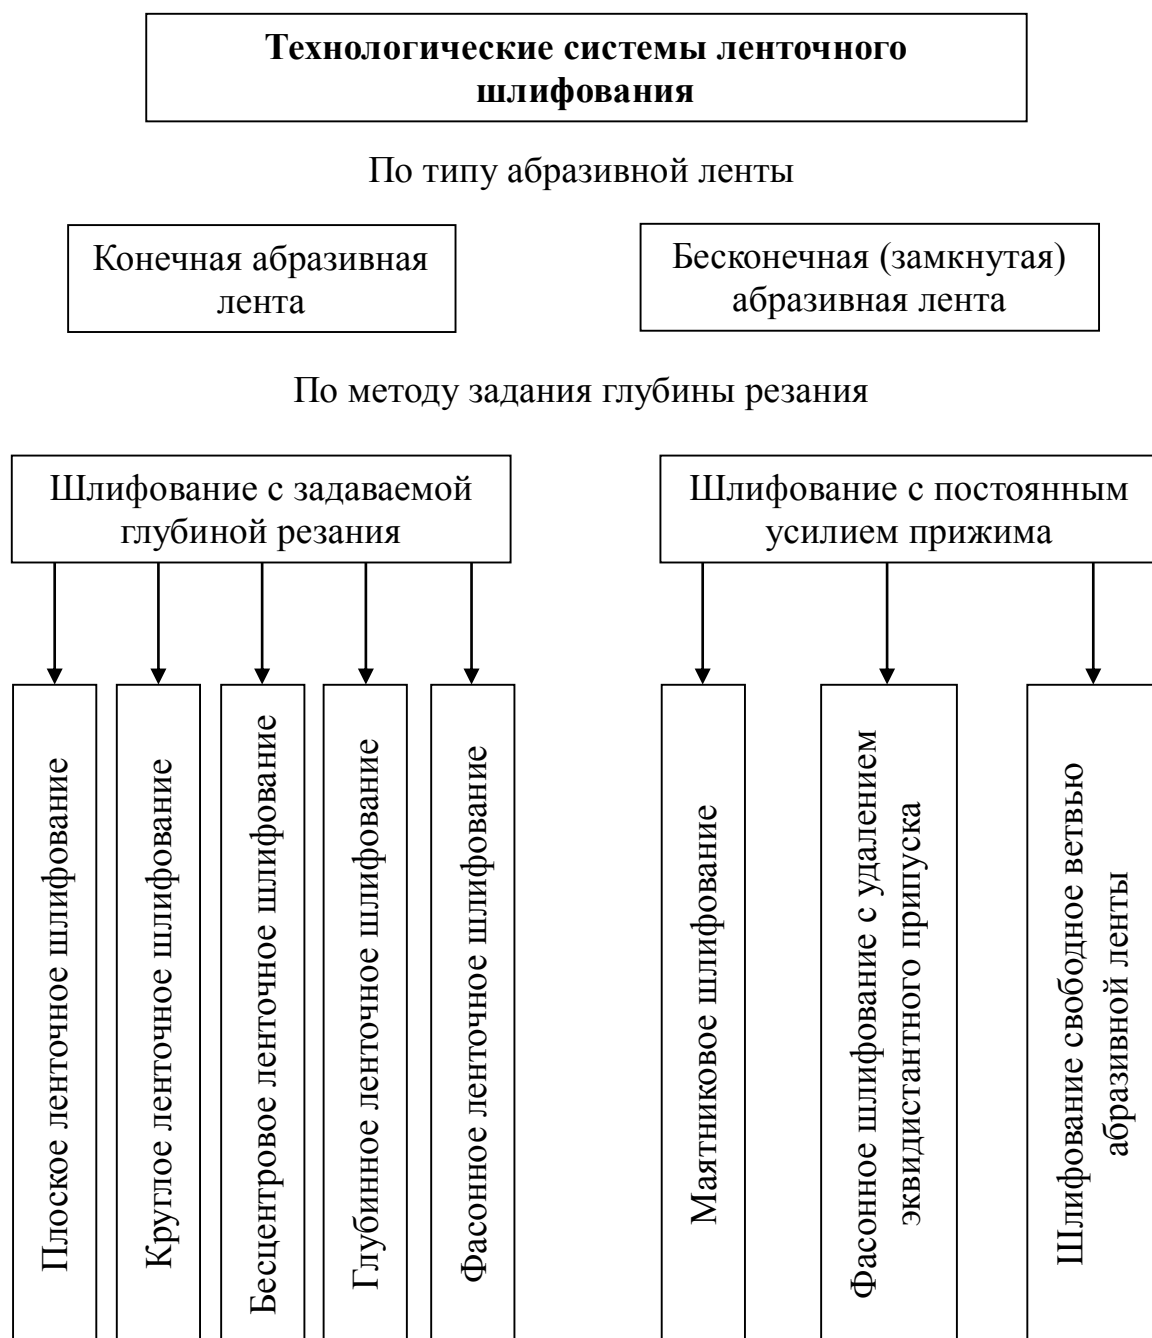 Технологические системы ленточного
шлифования
По типу абразивной ленты
Конечная абразивная
лента
Бесконечная (замкнутая)
абразивная лента
По методу задания глубины резания
Шлифование с задаваемой
глубиной резания
Шлифование с постоянным
усилием прижима
Плоское ленточное шлифование
Круглое ленточное шлифование
Бесцентровое ленточное шлифование
Глубинное ленточное шлифование
Фасонное ленточное шлифование
Маятниковое шлифование
Фасонное шлифование с удалением
эквидистантного припуска
Шлифование свободное ветвью
абразивной ленты